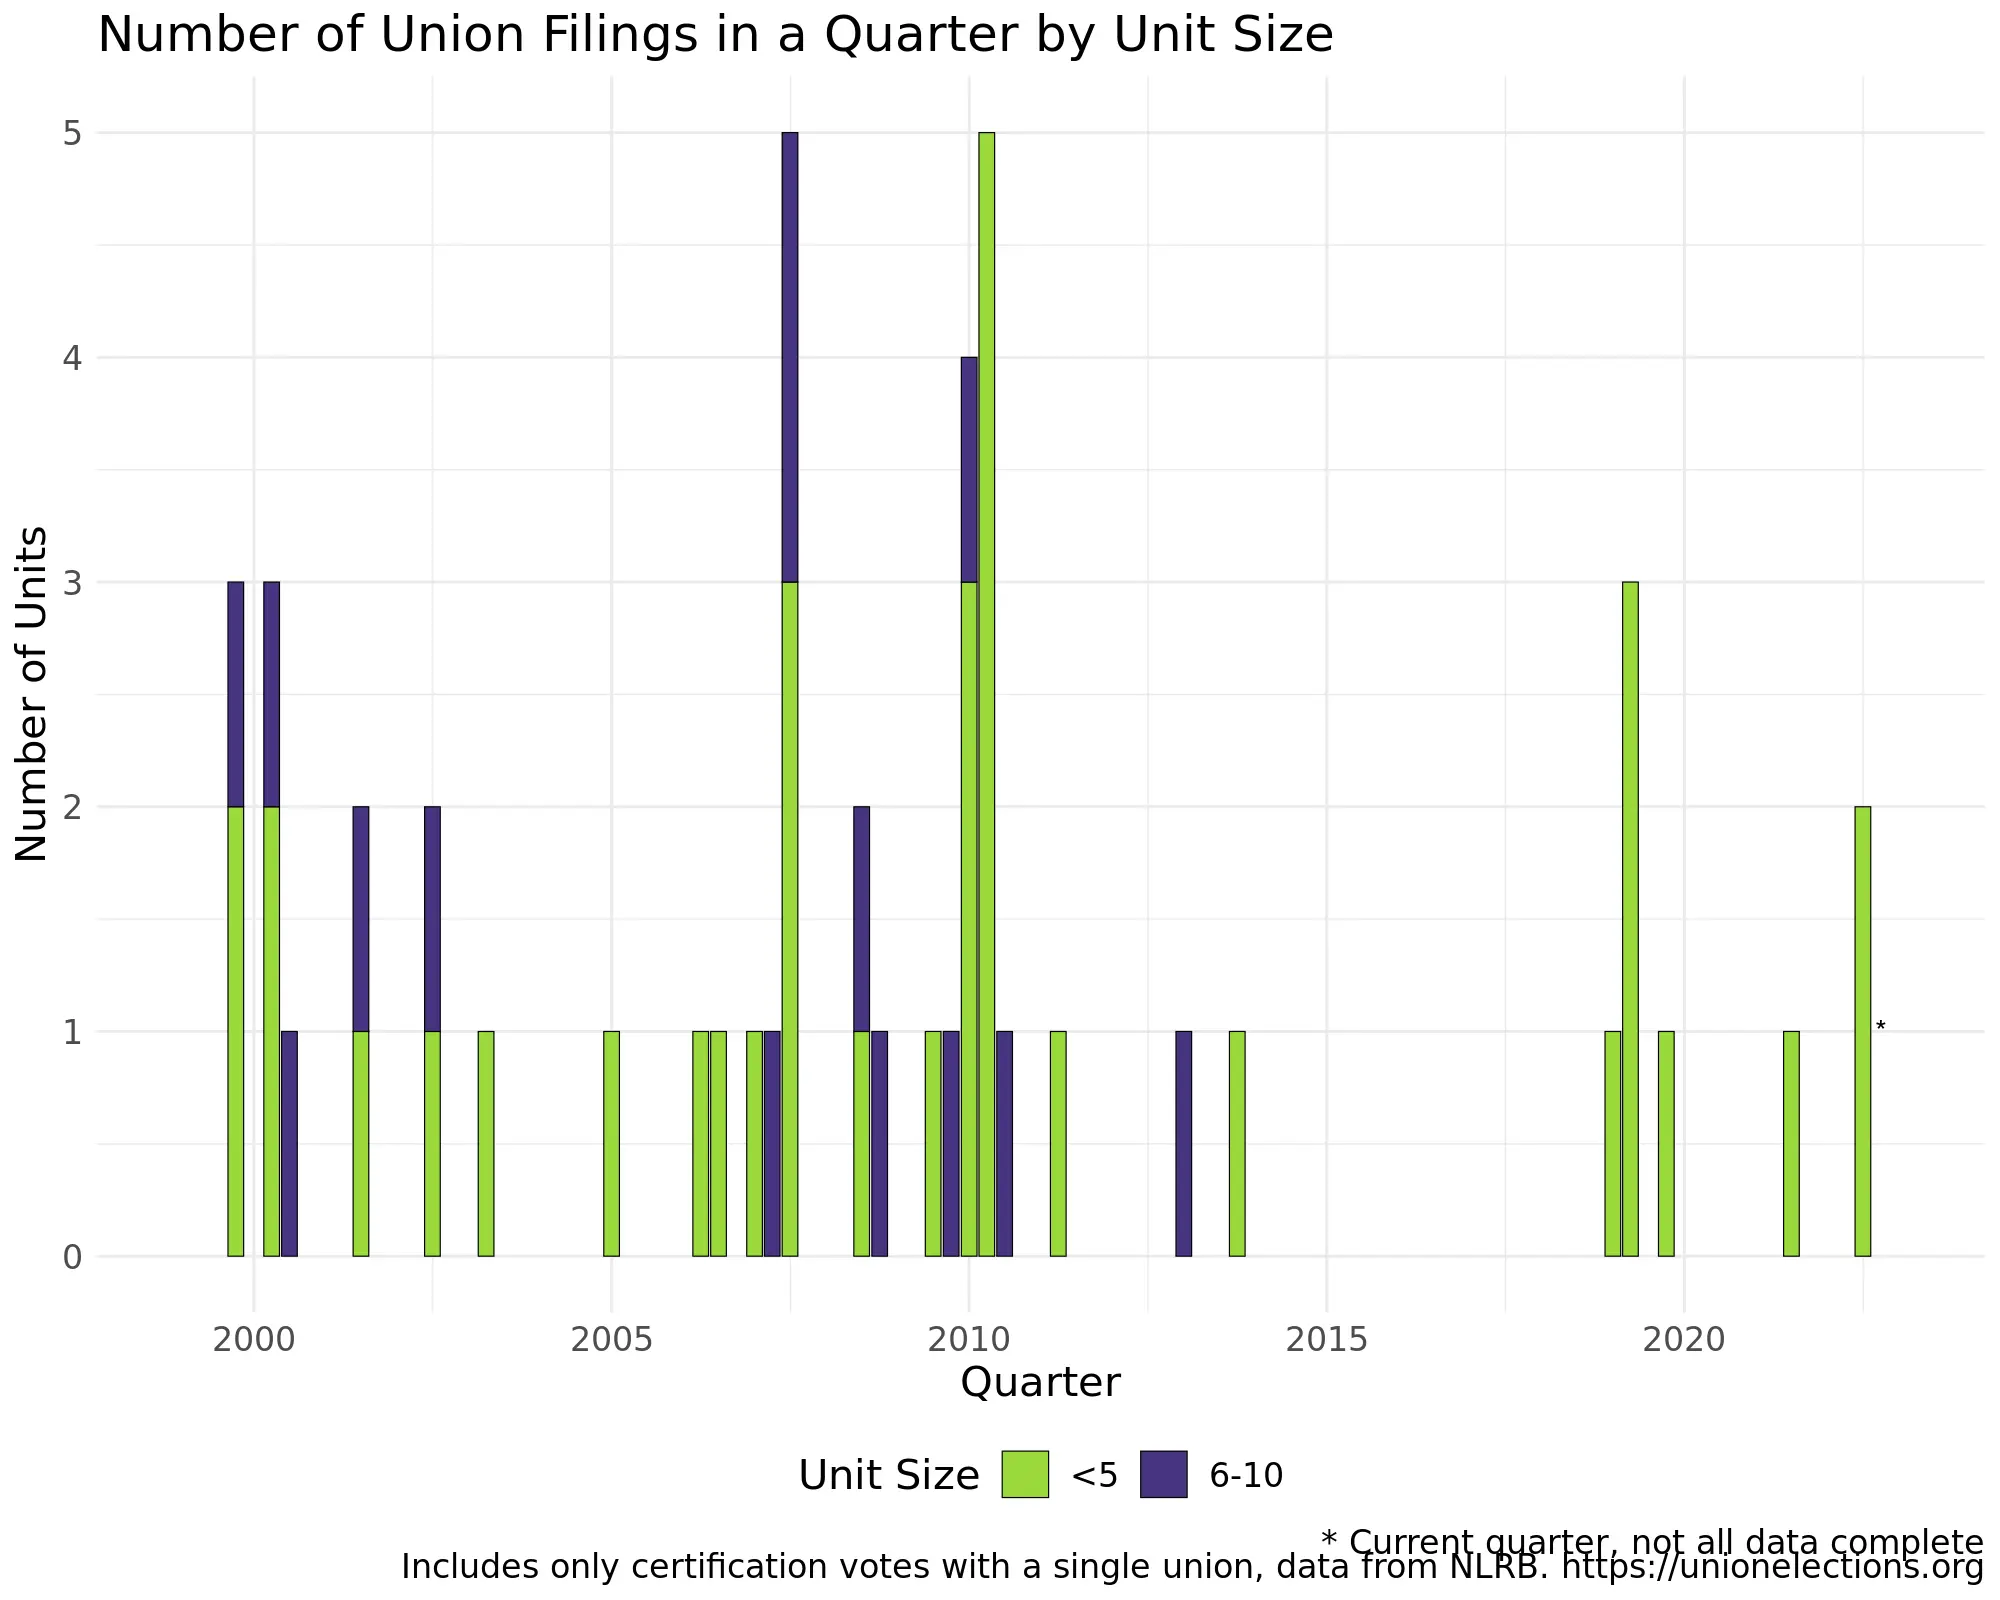 Number of Union Filings in a Quarter by Unit Size
Number of Units
5
4
3
2
1
0
*
2000 2005 2010 2015 2020
Quarter
Unit Size <5 6-10
* Current quarter, not all data complete
Includes only certification votes with a single union, data from NLRB. https://unionelections.org